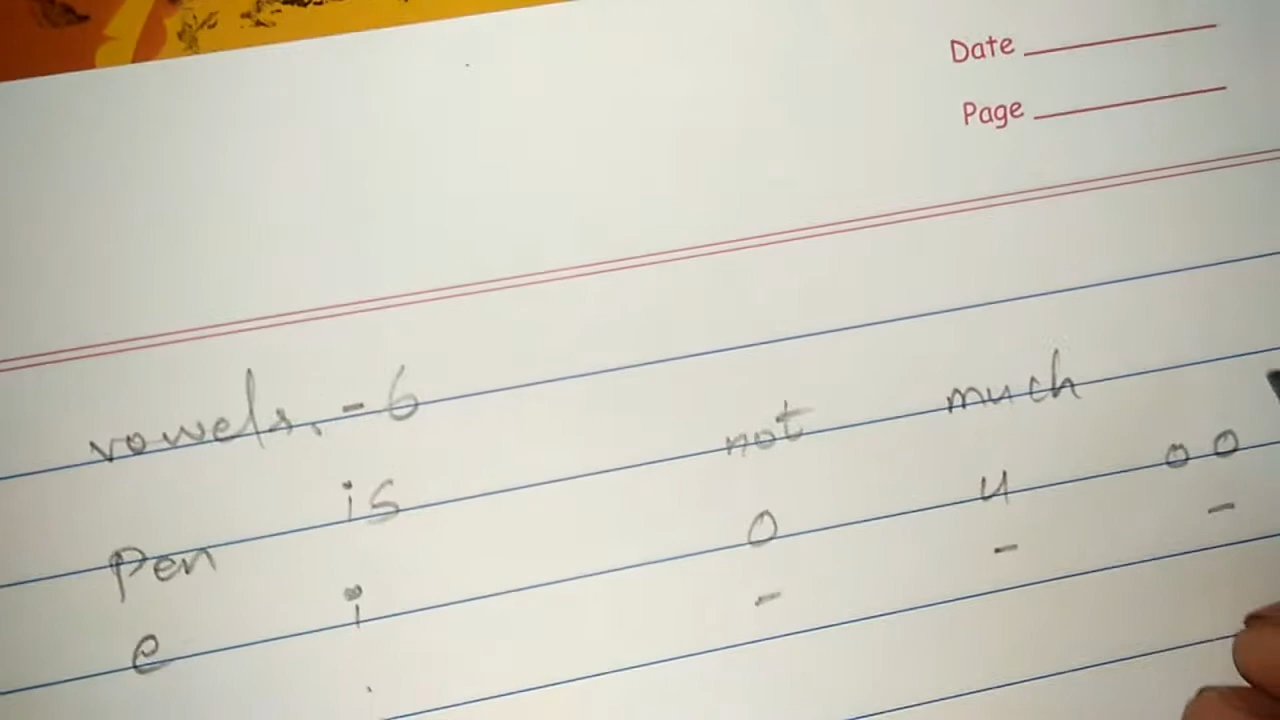 Date
Page
vowels. - 6
Pen is not much
e i o u oo
- - -